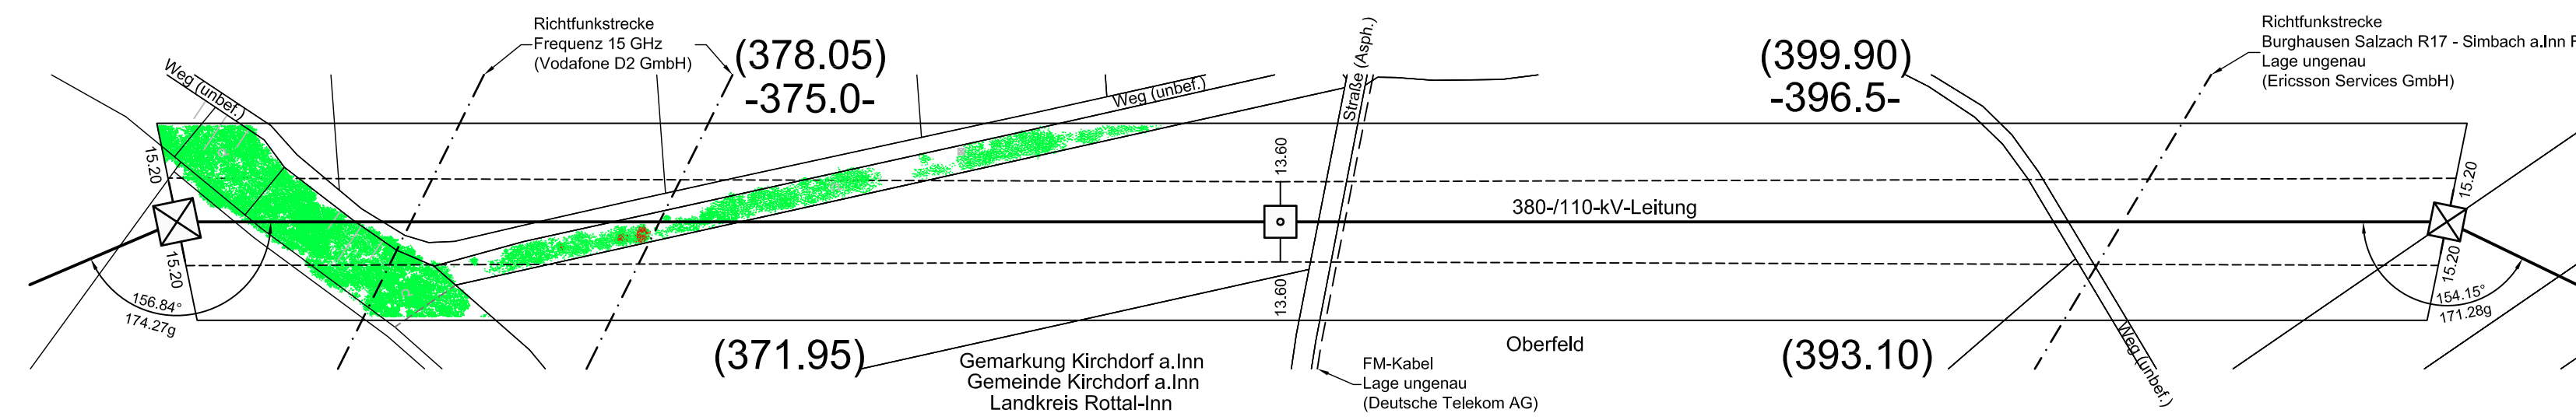 Richtfunkstrecke
Frequenz 15 GHz
(Vodafone D2 GmbH)
(378.05)
-375.0-
Straße (Asph.)
(399.90)
-396.5-
Richtfunkstrecke
Burghausen Salzach R17 - Simbach a.Inn
Lage ungenau
(Ericsson Services GmbH)
Weg (unbef.)
Weg (unbef.)
15.20
13.60
15.20
380-/110-kV-Leitung
15.20
15.20
156.84°
174.27g
13.60
154.15°
171.28g
(371.95)
Gemarkung Kirchdorf a.Inn
Gemeinde Kirchdorf a.Inn
Landkreis Rottal-Inn
FM-Kabel
Lage ungenau
(Deutsche Telekom AG)
Oberfeld
(393.10)
Weg (unbef.)